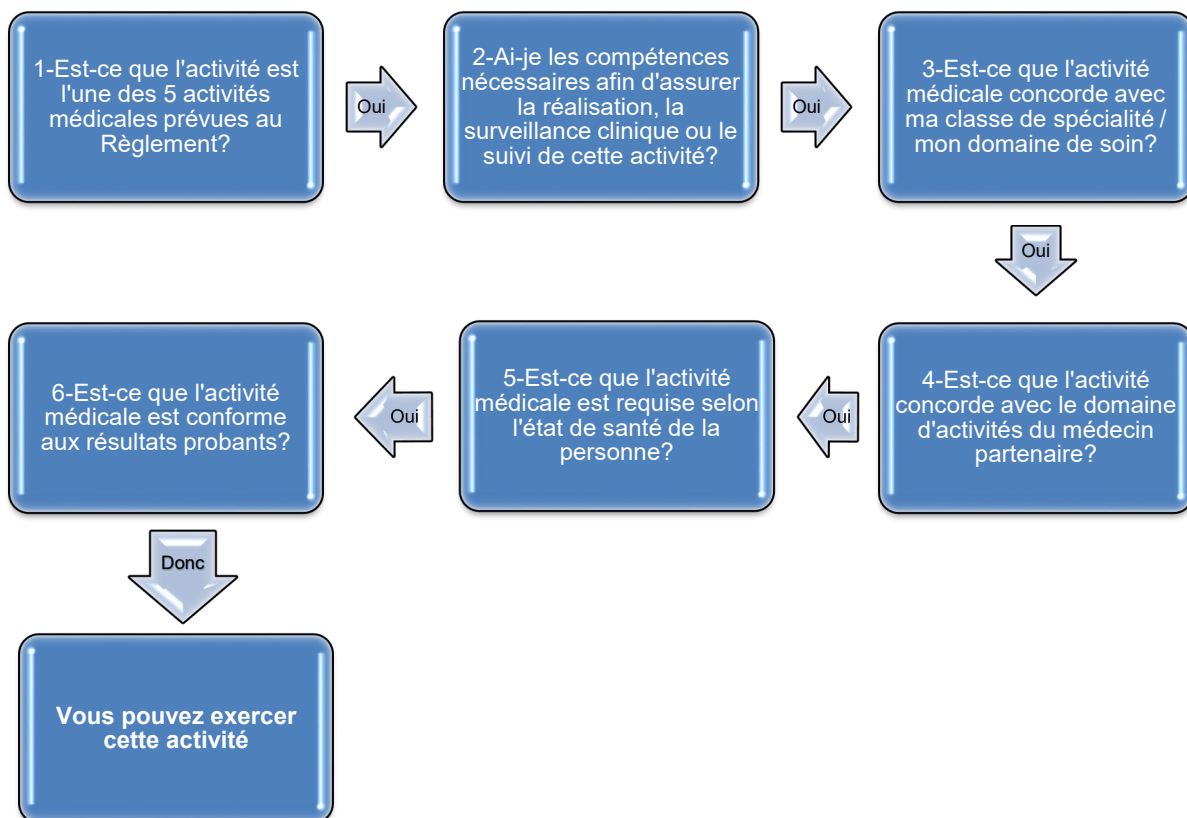 1-Est-ce que l'activité est
l'une des 5 activités
médicales prévues au
Règlement?
Oui
2-Ai-je les compétences
nécessaires afin d'assurer
la réalisation, la
surveillance clinique ou le
suivi de cette activité?
Oui
3-Est-ce que l'activité
médicale concorde avec
ma classe de spécialité /
mon domaine de soin?
Oui
4-Est-ce que l'activité
concorde avec le domaine
d'activités du médecin
partenaire?
Oui
5-Est-ce que l'activité
médicale est requise selon
l'état de santé de la
personne?
Oui
6-Est-ce que l'activité
médicale est conforme
aux résultats probants?
Donc
Vous pouvez exercer
cette activité